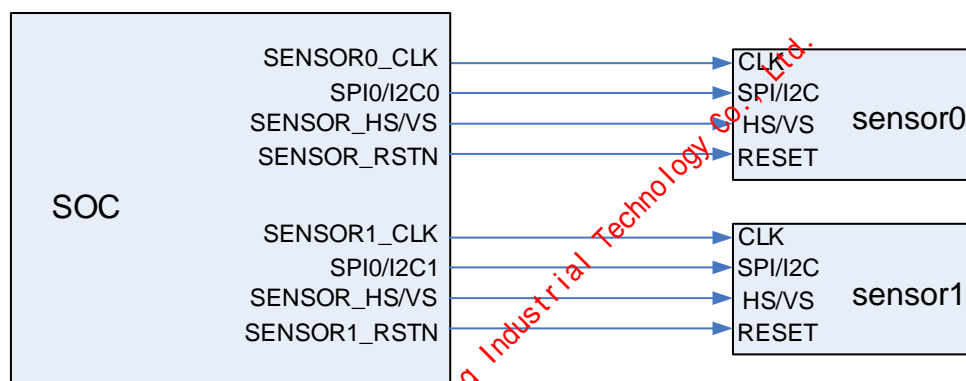 SENSOR0_CLK
SPI0/I2C0
SENSOR_HS/VS
SENSOR_RSTN
SOC
SENSOR1_CLK
SPI0/I2C1
SENSOR_HS/VS
SENSOR1_RSTN
CLK
SPI/I2C
HS/VS
RESET
sensor0
CLK
SPI/I2C
HS/VS
RESET
sensor1
Industrial Technology Co., Ltd.